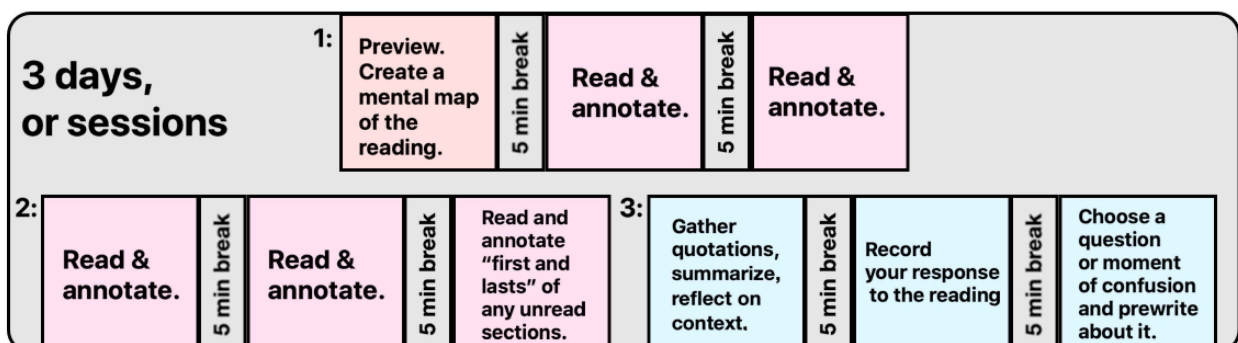 3 days,
or sessions
1:
Preview.
Create a
mental map
of the
reading.
5 min break
Read &
annotate.
5 min break
Read &
annotate.
2:
Read &
annotate.
5 min break
Read &
annotate.
5 min break
Read and
annotate
“first and
lasts” of
any unread
sections.
3:
Gather
quotations,
summarize,
reflect on
context.
5 min break
Record
your response
to the reading
5 min break
Choose a
question
or moment
of confusion
and prewrite
about it.